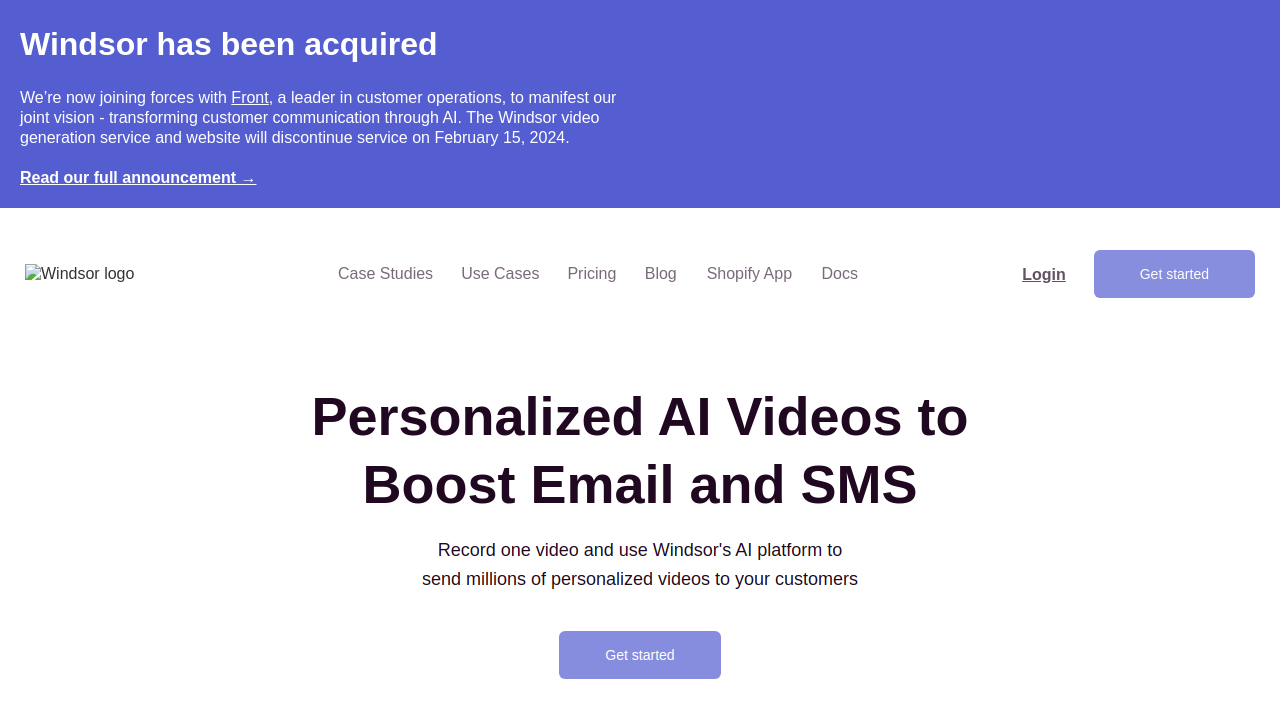 Windsor has been acquired
We’re now joining forces with Front, a leader in customer operations, to manifest our
joint vision - transforming customer communication through AI. The Windsor video
generation service and website will discontinue service on February 15, 2024.
Read our full announcement →
Windsor logo
Case Studies
Use Cases
Pricing
Blog
Shopify App
Docs
Login
Get started
Personalized AI Videos to
Boost Email and SMS
Record one video and use Windsor's AI platform to
send millions of personalized videos to your customers
Get started